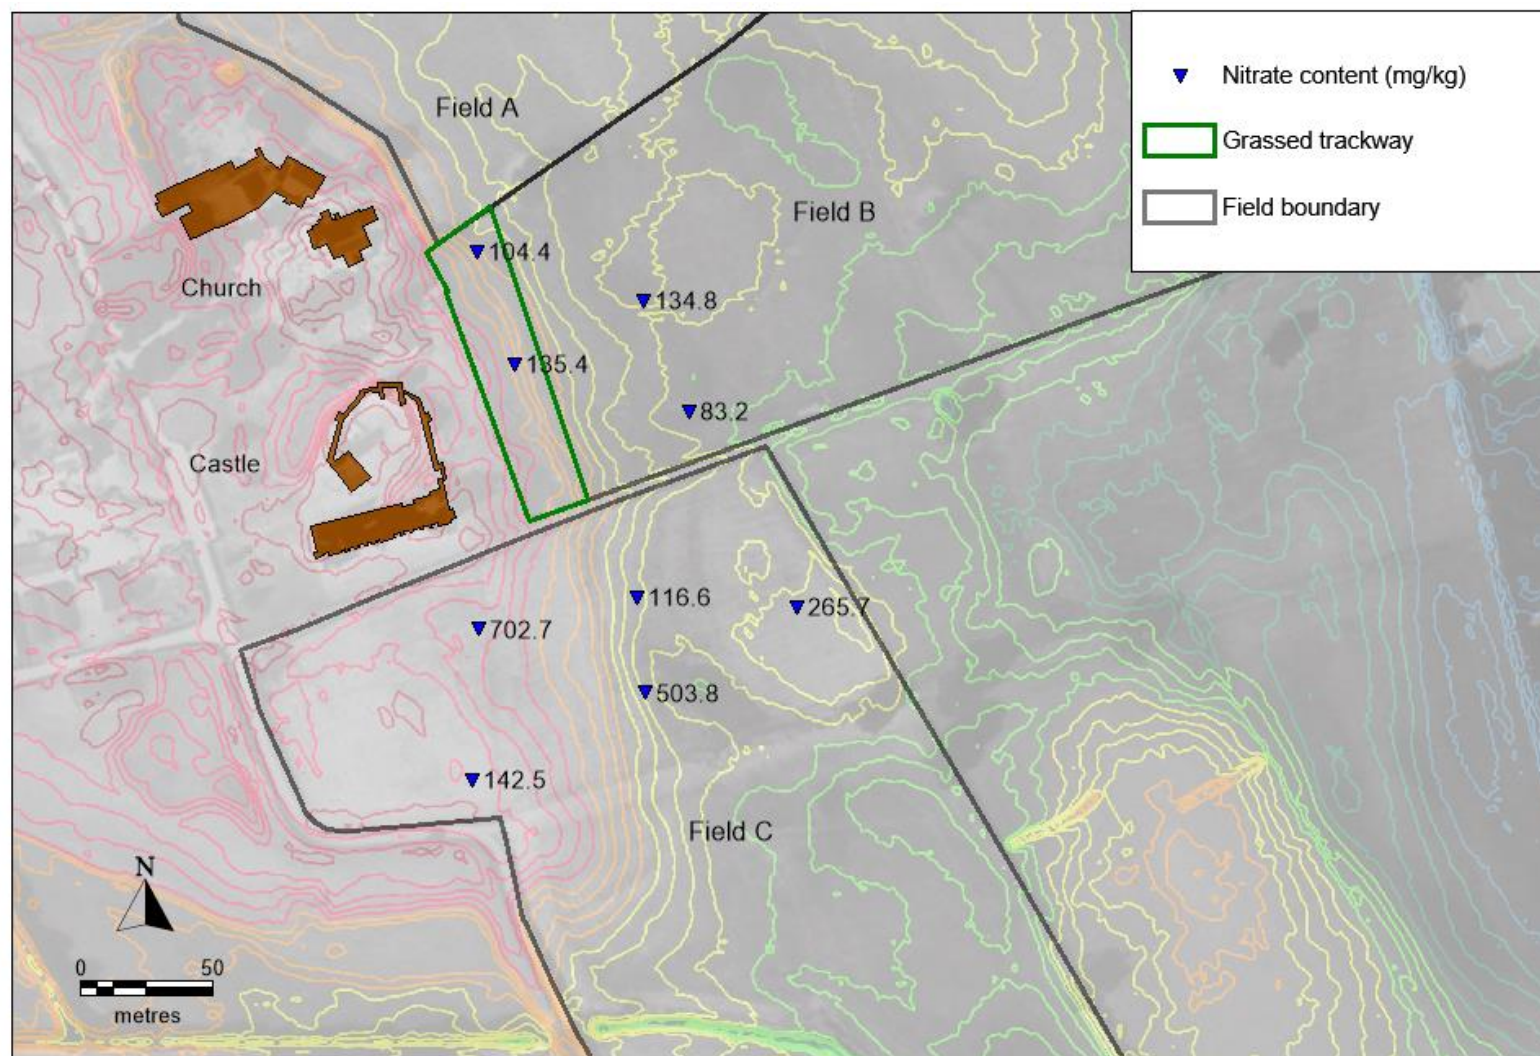 Nitrate content (mg/kg)
Grassed trackway
Field boundary
Field A
Field B
104.4
Church
134.8
135.4
83.2
Castle
116.6
265.7
702.7
503.8
142.5
Field C
N
0 50
metres